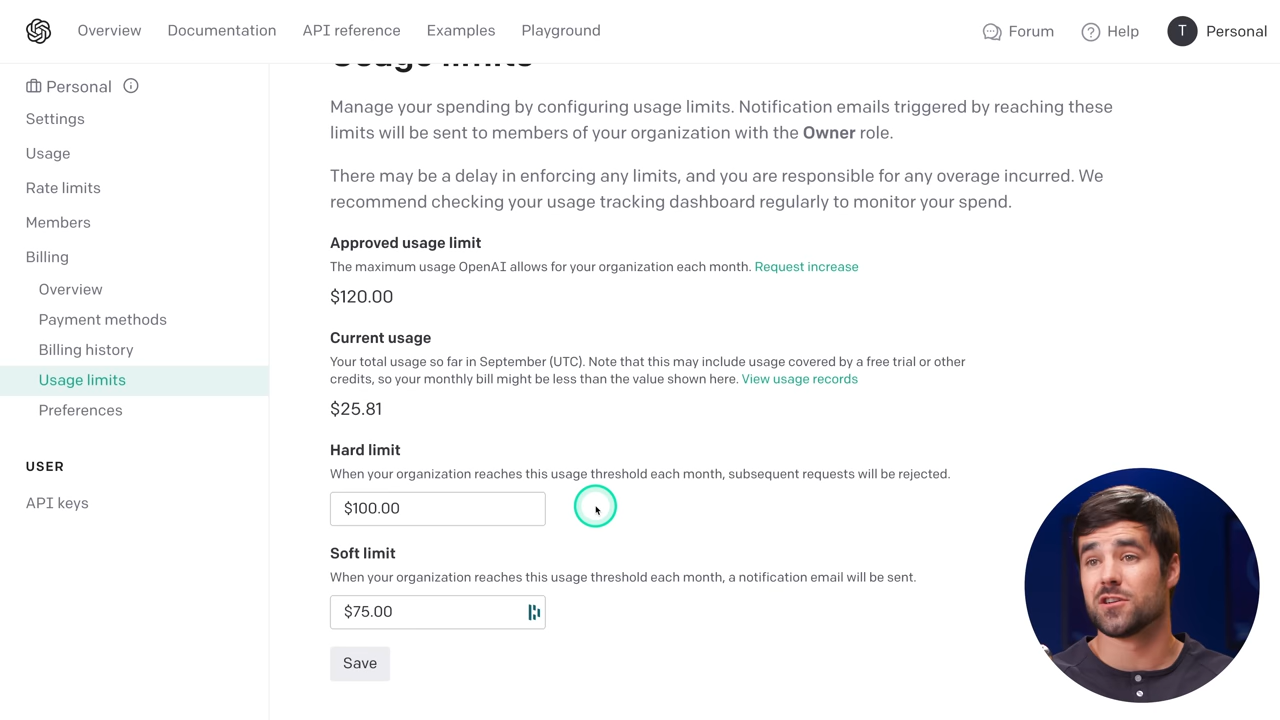 Overview
Documentation
API reference
Examples
Playground
Forum
Help
T
Personal
Personal
Settings
Usage
Rate limits
Members
Billing
Overview
Payment methods
Billing history
Usage limits
Preferences
USER
API keys
Usage limits
Manage your spending by configuring usage limits. Notification emails triggered by reaching these
limits will be sent to members of your organization with the Owner role.
There may be a delay in enforcing any limits, and you are responsible for any overage incurred. We
recommend checking your usage tracking dashboard regularly to monitor your spend.
Approved usage limit
The maximum usage OpenAI allows for your organization each month. Request increase
$120.00
Current usage
Your total usage so far in September (UTC). Note that this may include usage covered by a free trial or other
credits, so your monthly bill might be less than the value shown here. View usage records
$25.81
Hard limit
When your organization reaches this usage threshold each month, subsequent requests will be rejected.
$100.00
Soft limit
When your organization reaches this usage threshold each month, a notification email will be sent.
$75.00
Save